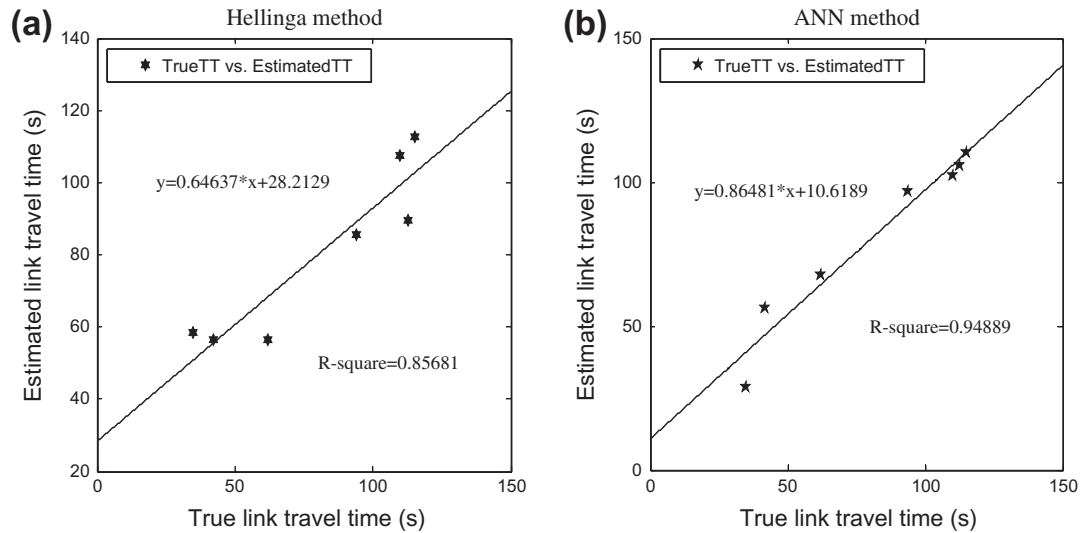 (a)
Hellinga method
140
120
100
80
60
40
20
0
50
100
150
TrueTT vs. EstimatedTT
y=0.64637*x+28.2129
R-square=0.85681
Estimated link travel time (s)
True link travel time (s)
(b)
ANN method
150
100
50
0
0
50
100
150
TrueTT vs. EstimatedTT
y=0.86481*x+10.6189
R-square=0.94889
Estimated link travel time (s)
True link travel time (s)